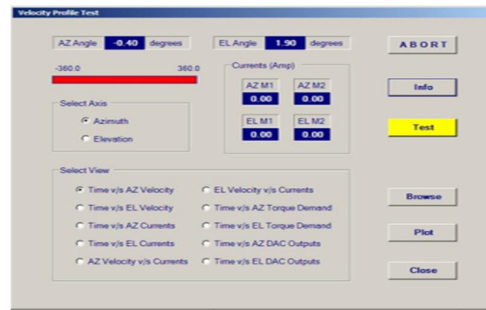 Velocity Profile Test
AZ Angle -0.40 degrees EL Angle 1.90 degrees ABORT
-360.0 360.0 Currents (Amp)
AZ M1 AZ M2 Info
0.00 0.00
Select Axis
Azimuth EL M1 EL M2 Test
0.00 0.00
Elevation
Select View
Time v/s AZ Velocity EL Velocity v/s Currents Browse
Time v/s EL Velocity Time v/s AZ Torque Demand
Time v/s AZ Currents Time v/s EL Torque Demand Plot
Time v/s EL Currents Time v/s AZ DAC Outputs
AZ Velocity v/s Currents Time v/s EL DAC Outputs Close